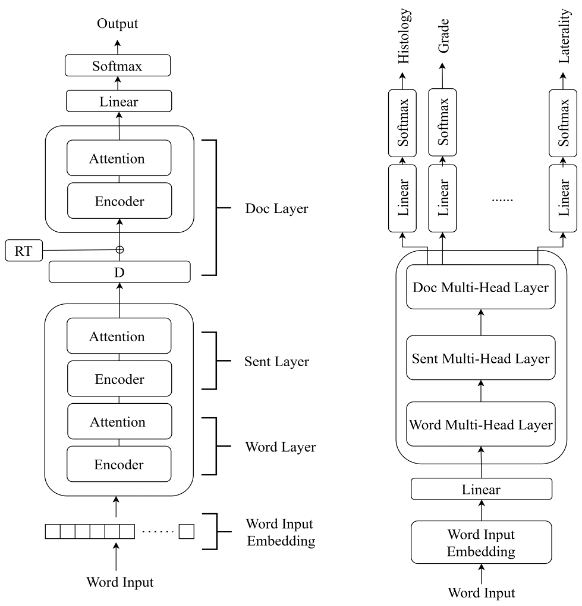 Output
Softmax
Linear
Attention
Encoder
Doc Layer
RT
D
Attention
Sent Layer
Encoder
Attention
Word Layer
Encoder
......
Word Input
Embedding
Word Input
Histology
Grade
Laterality
Softmax
Softmax
Softmax
Linear
Linear
......
Linear
Doc Multi-Head Layer
Sent Multi-Head Layer
Word Multi-Head Layer
Linear
Word Input
Embedding
Word Input